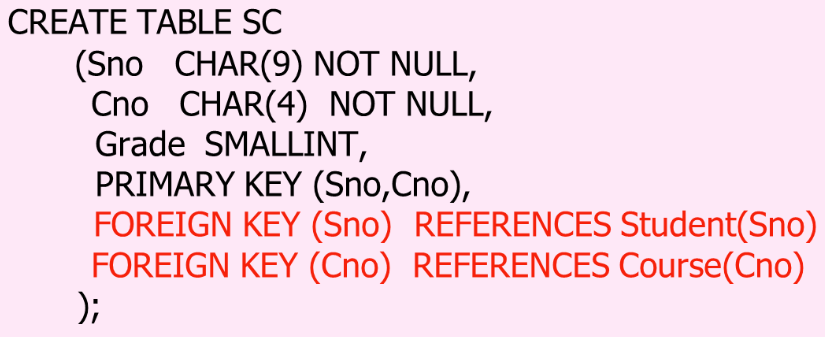 CREATE TABLE SC
(Sno CHAR(9) NOT NULL,
Cno CHAR(4) NOT NULL,
Grade SMALLINT,
PRIMARY KEY (Sno,Cno),
FOREIGN KEY (Sno) REFERENCES Student(Sno)
FOREIGN KEY (Cno) REFERENCES Course(Cno)
);